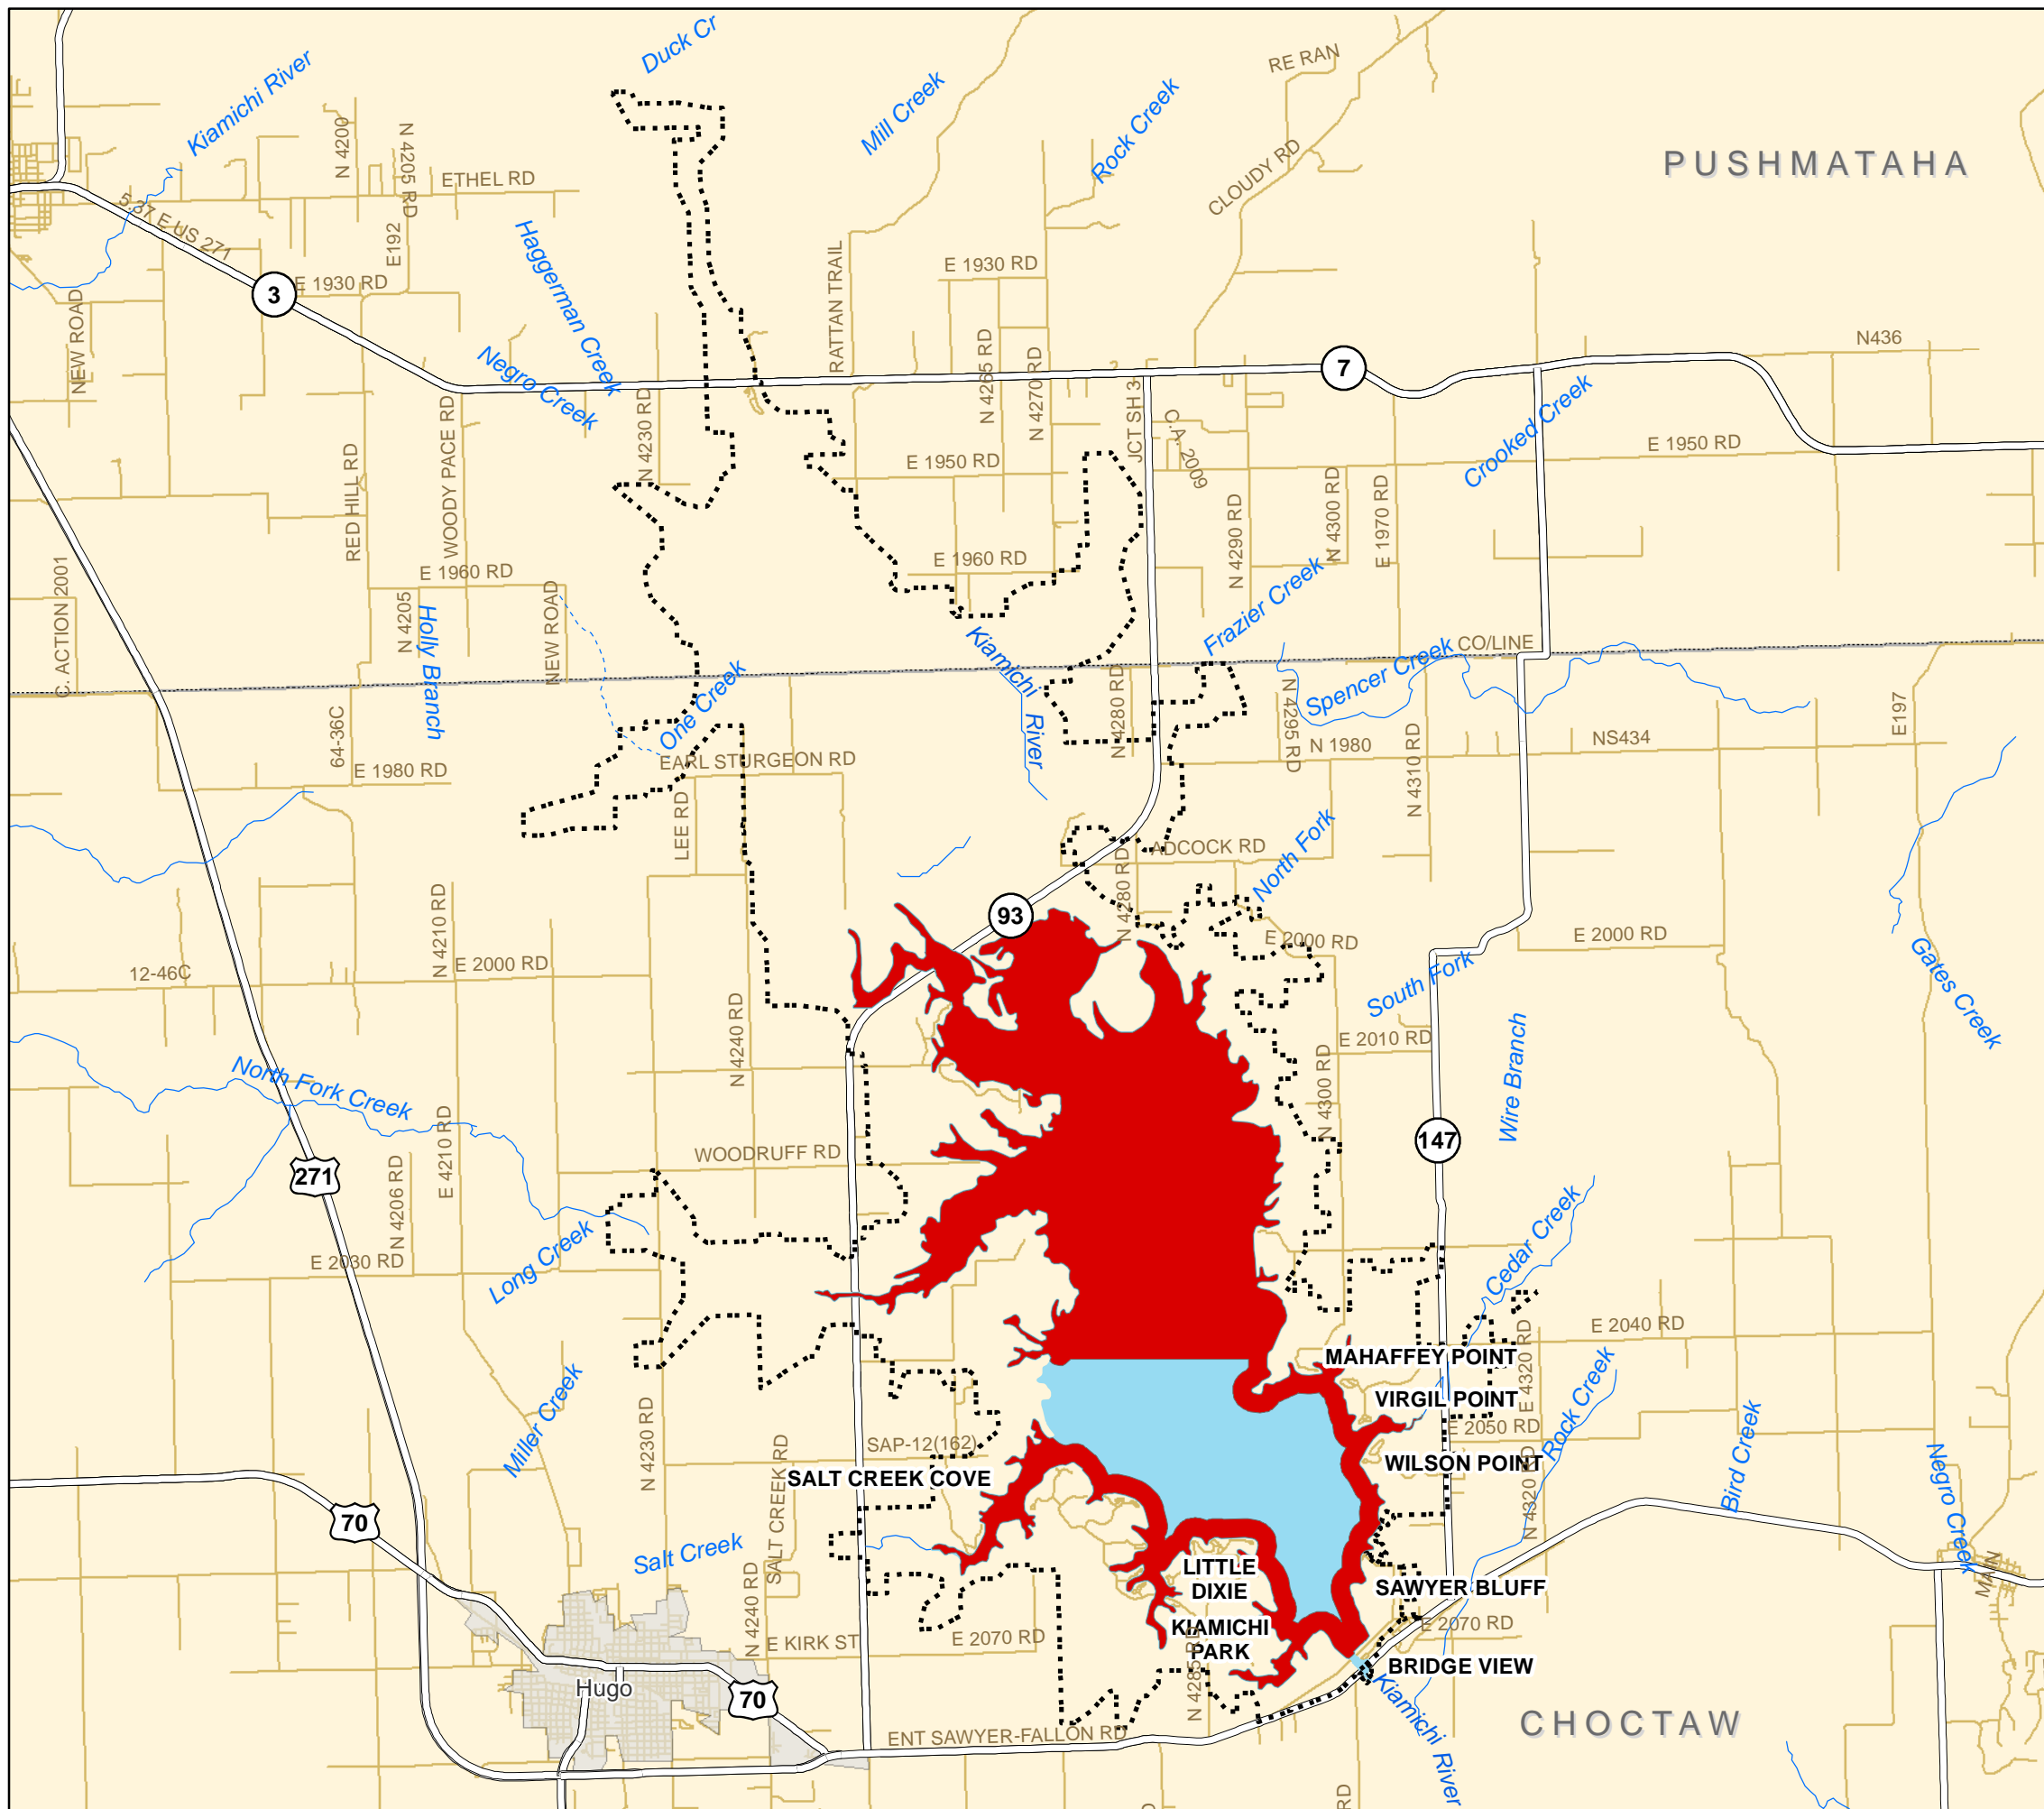 Duck Cr
Kiamichi River
Mill Creek
Rock Creek
RE RAN
CLOUDY RD
PUSHMATAHA
N 4200
N 4205 RD
ETHEL RD
E192
5.37 E US 271
3
E 1930 RD
NEW ROAD
Haggerman Creek
Negro Creek
RATTAN TRAIL
E 1930 RD
N 4265 RD
N 4270 RD
JCT SH 3
C.A. 2009
7
N436
Crooked Creek
E 1950 RD
N 4230 RD
E 1950 RD
RED HILL RD
WOODY PACE RD
N 4290 RD
N 4300 RD
E 1970 RD
C. ACTION 2001
E 1960 RD
N 4205
Holly Branch
NEW ROAD
E 1960 RD
Kiamichi
River
Frazier Creek
Spencer Creek
CO/LINE
One Creek
N 4280 RD
N 4295 RD
N 1980
NS434
E197
64-36C
E 1980 RD
EARL STURGEON RD
LEE RD
N 4310 RD
ADCOCK RD
N 4280 RD
North Fork
93
E 2000 RD
E 2000 RD
South Fork
Gates Creek
12-46C
N 4210 RD
E 2000 RD
N 4240 RD
E 2010 RD
N 4300 RD
Wire Branch
North Fork Creek
271
E 4210 RD
N 4206 RD
WOODRUFF RD
147
Cedar Creek
E 2030 RD
Long Creek
E 2040 RD
E 4320 RD
MAHAFFEY POINT
VIRGIL POINT
E 2050 RD
Rock Creek
WILSON POINT
N 4320 RD
Bird Creek
Negro Creek
Miller Creek
N 4230 RD
SAP-12(162)
SALT CREEK RD
SALT CREEK COVE
70
Salt Creek
LITTLE
DIXIE
SAWYER BLUFF
MAIN
N 4240 RD
E KIRK ST
E 2070 RD
KIAMICHI
PARK
E 2070 RD
N 4285 RD
BRIDGE VIEW
Hugo
70
Kiamichi River
CHOCTAW
ENT SAWYER-FALLON RD
RD